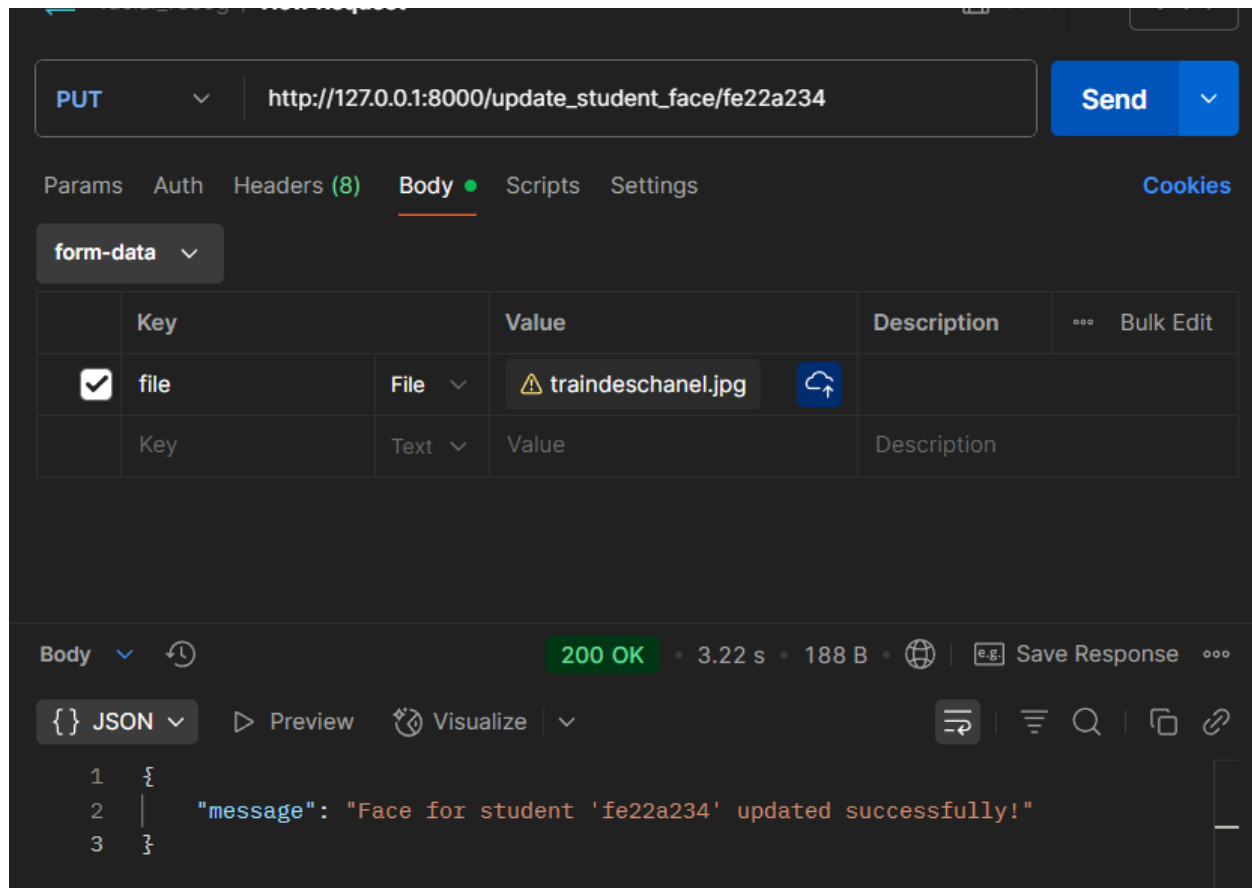 PUT http://127.0.0.1:8000/update_student_face/fe22a234 Send
Params Auth Headers (8) Body Scripts Settings Cookies
form-data
Key Value Description Bulk Edit
file File traindeschanel.jpg
Key Text Value Description
Body 200 OK • 3.22 s • 188 B • e.g. Save Response
{} JSON Preview Visualize
1 {
2 "message": "Face for student 'fe22a234' updated successfully!"
3 }